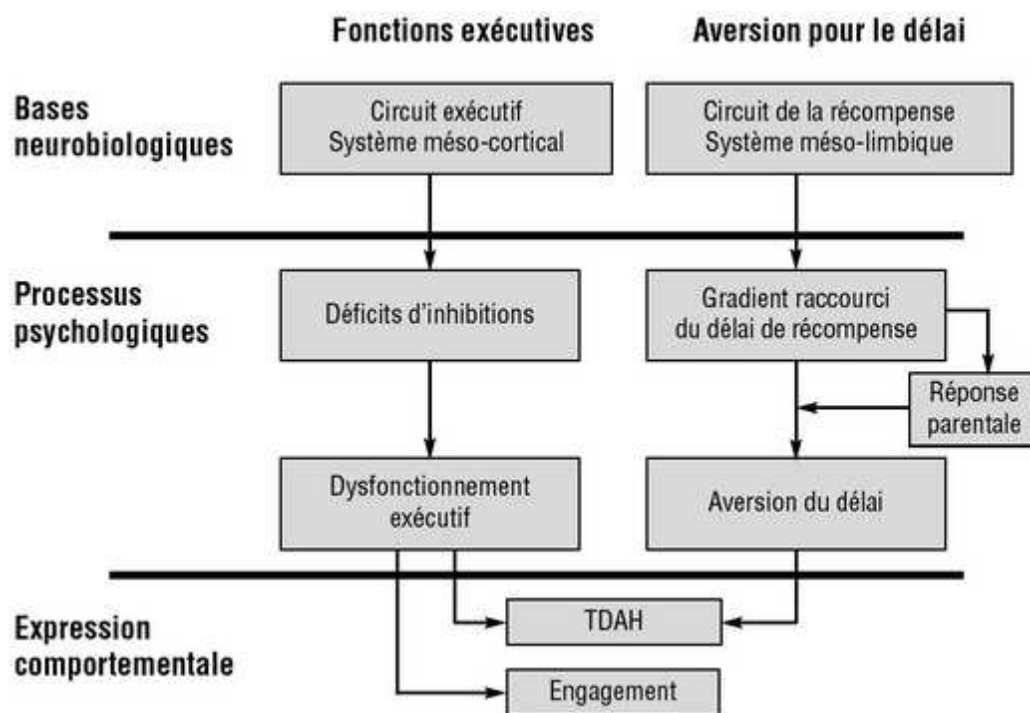 Fonctions exécutives
Aversion pour le délai
Bases
neurobiologiques
Circuit exécutif
Système méso-cortical
Circuit de la récompense
Système méso-limbique
Processus
psychologiques
Déficits d'inhibitions
Gradient raccourci
du délai de récompense
Réponse
parentale
Dysfonctionnement
exécutif
Aversion du délai
Expression
comportementale
TDAH
Engagement